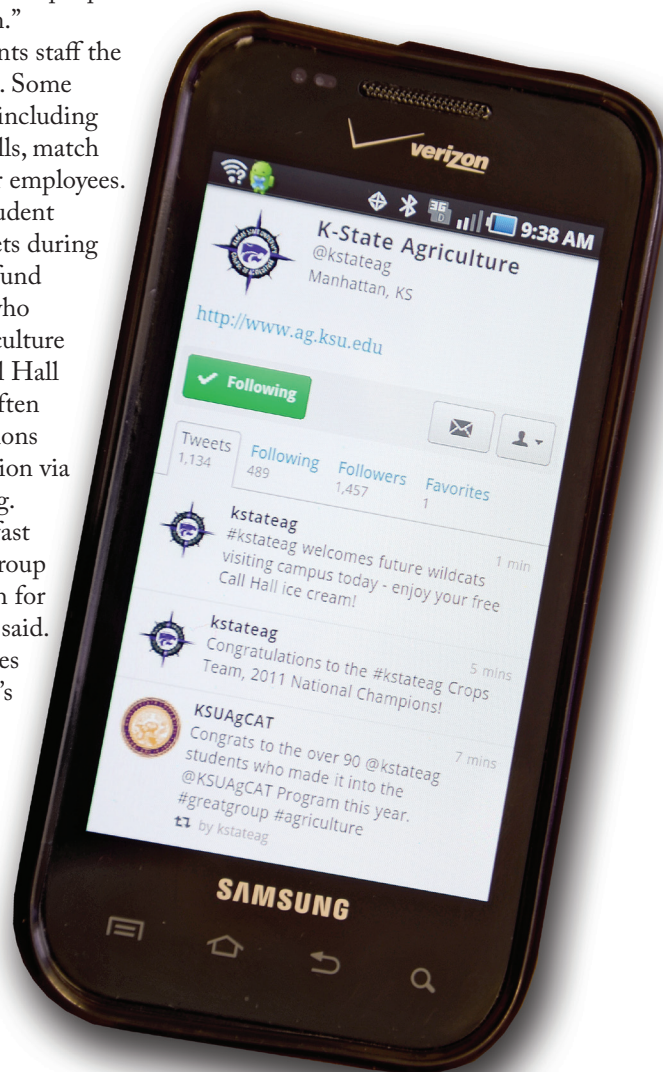 n.”
nts staff the
. Some
including
lls, match
r employees.
udent
ets during
fund
who
culture
l Hall
ften
ions
ion via
g.
fast
roup
n for
said.
es
’s
verizon
3G
9:38 AM
K-State Agriculture
@kstateag
Manhattan, KS
http://www.ag.ksu.edu
Following
Tweets Following Followers Favorites
1,134 489 1,457 1
kstateag 1 min
#kstateag welcomes future wildcats
visiting campus today - enjoy your free
Call Hall ice cream!
kstateag 5 mins
Congratulations to the #kstateag Crops
Team, 2011 National Champions!
KSUAgCAT 7 mins
Congrats to the over 90 @kstateag
students who made it into the
@KSUAgCAT Program this year.
#greatgroup #agriculture
by kstateag
SAMSUNG